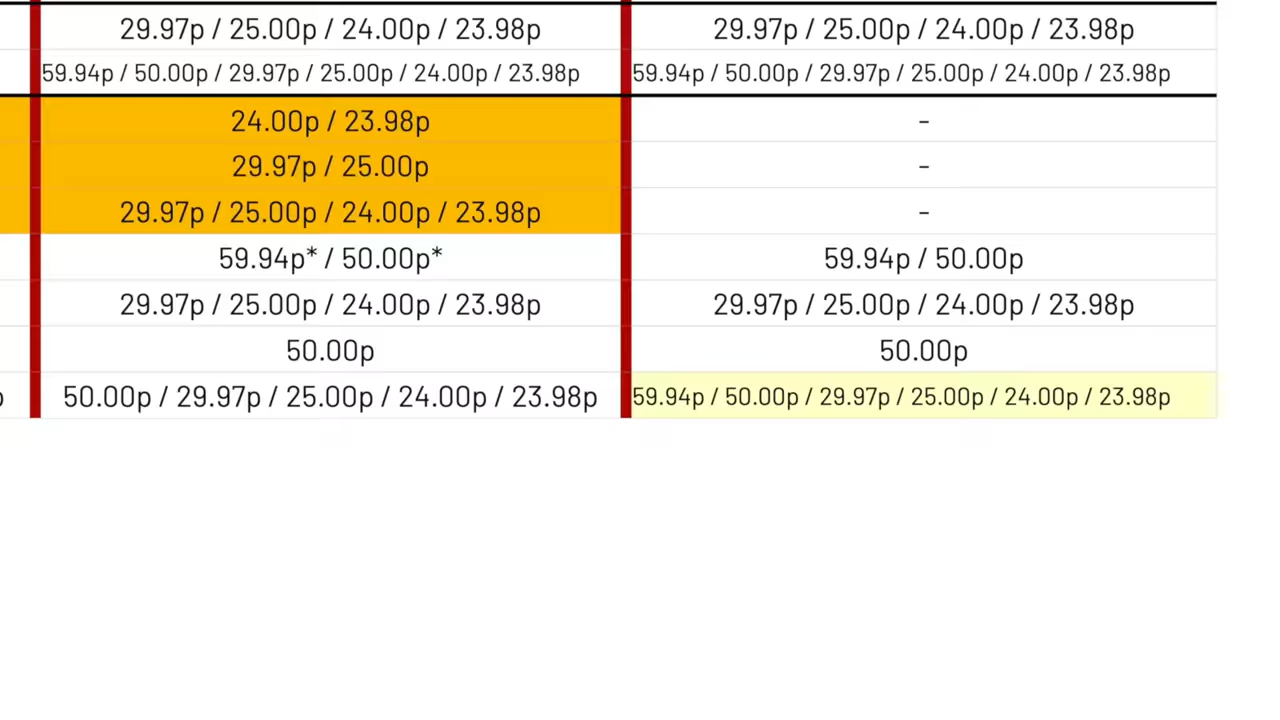 29.97p / 25.00p / 24.00p / 23.98p 29.97p / 25.00p / 24.00p / 23.98p
59.94p / 50.00p / 29.97p / 25.00p / 24.00p / 23.98p 59.94p / 50.00p / 29.97p / 25.00p / 24.00p / 23.98p
24.00p / 23.98p -
29.97p / 25.00p -
29.97p / 25.00p / 24.00p / 23.98p -
59.94p* / 50.00p* 59.94p / 50.00p
29.97p / 25.00p / 24.00p / 23.98p 29.97p / 25.00p / 24.00p / 23.98p
50.00p 50.00p
50.00p / 29.97p / 25.00p / 24.00p / 23.98p 59.94p / 50.00p / 29.97p / 25.00p / 24.00p / 23.98p